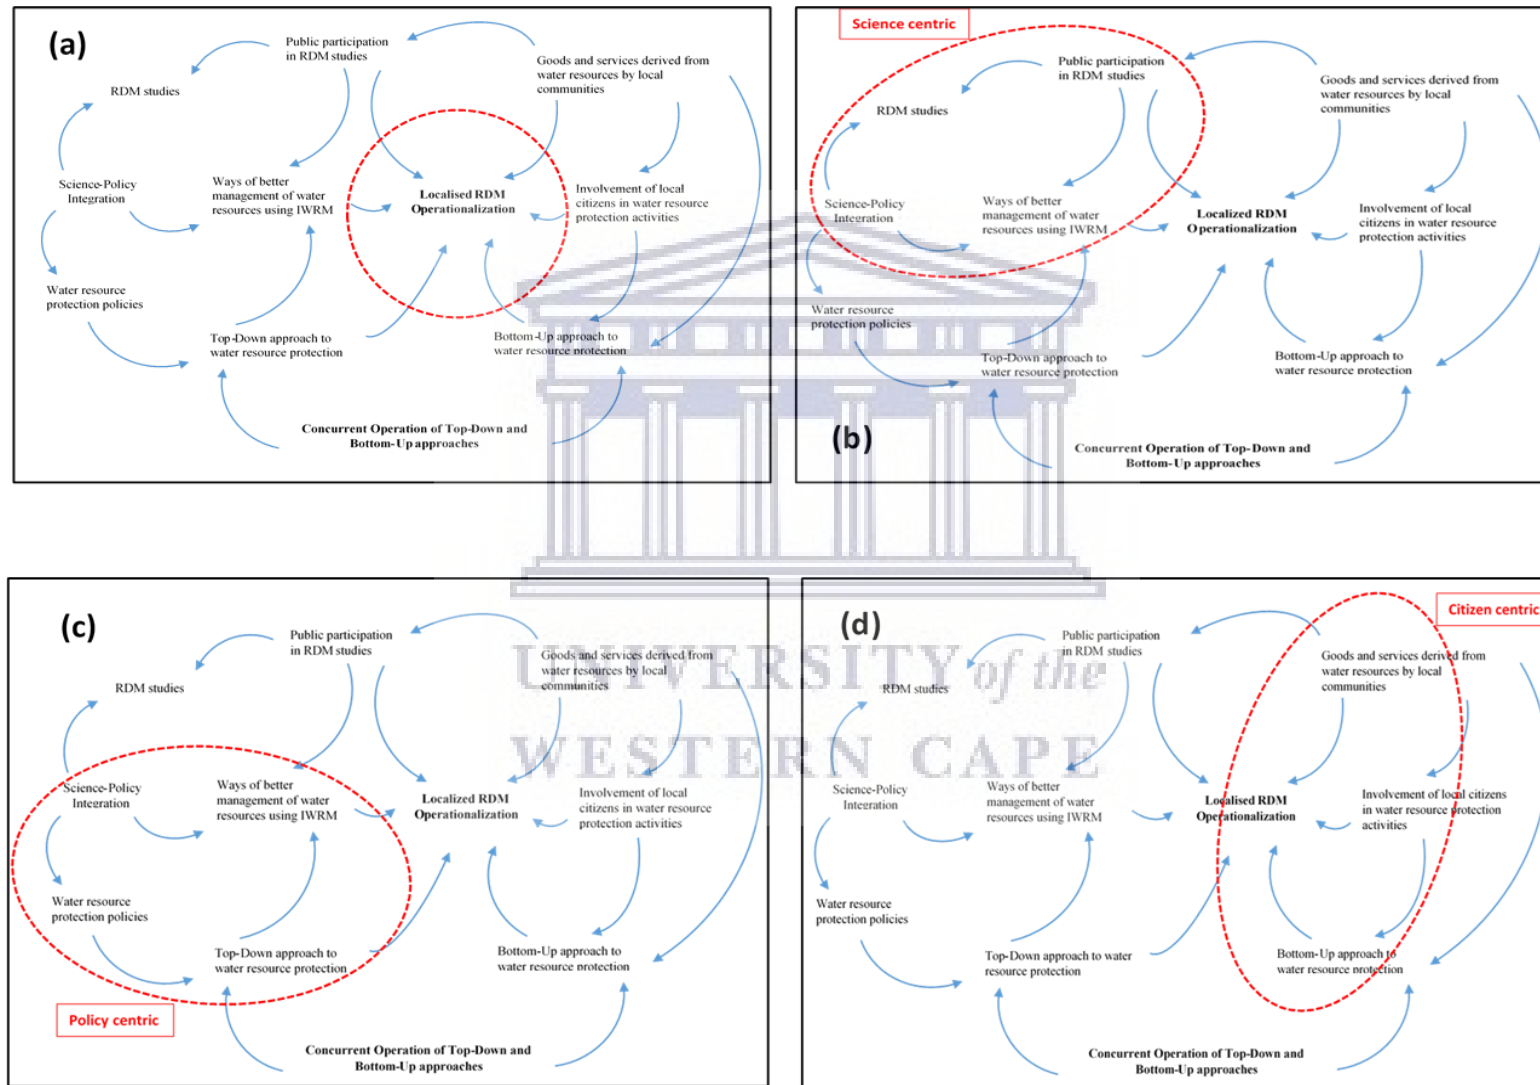 (a)
Public participation
in RDM studies
Goods and services derived from
water resources by local
communities
RDM studies
Science-Policy
Integration
Ways of better
management of water
resources using IWRM
Localised RDM
Operationalization
Involvement of local
citizens in water resource
protection activities
Water resource
protection policies
Top-Down approach to
water resource protection
Bottom-Up approach to
water resource protection
Concurrent Operation of Top-Down and
Bottom-Up approaches
Science centric
Public participation
in RDM studies
Goods and services derived from
water resources by local
communities
RDM studies
Science-Policy
Integration
Ways of better
management of water
resources using IWRM
Localized RDM
Operationalization
Involvement of local
citizens in water resource
protection activities
Water resource
protection policies
Top-Down approach to
water resource protection
Bottom-Up approach to
water resource protection
(b)
Concurrent Operation of Top-Down and
Bottom-Up approaches
(c)
Public participation
in RDM studies
Goods and services derived from
water resources by local
communities
RDM studies
Science-Policy
Integration
Ways of better
management of water
resources using IWRM
Localized RDM
Operationalization
Involvement of local
citizens in water resource
protection activities
Water resource
protection policies
Top-Down approach to
water resource protection
Bottom-Up approach to
water resource protection
Policy centric
Concurrent Operation of Top-Down and
Bottom-Up approaches
(d)
Citizen centric
Public participation
in RDM studies
Goods and services derived from
water resources by local
communities
RDM studies
Science-Policy
Integration
Ways of better
management of water
resources using IWRM
Localised RDM
Operationalization
Involvement of local citizens
in water resource protection
activities
Water resource
protection policies
Top-Down approach to water
resource protection
Bottom-Up approach to
water resource protection
Concurrent Operation of Top-Down and
Bottom-Up approaches
UNIVERSITY of the
WESTERN CAPE